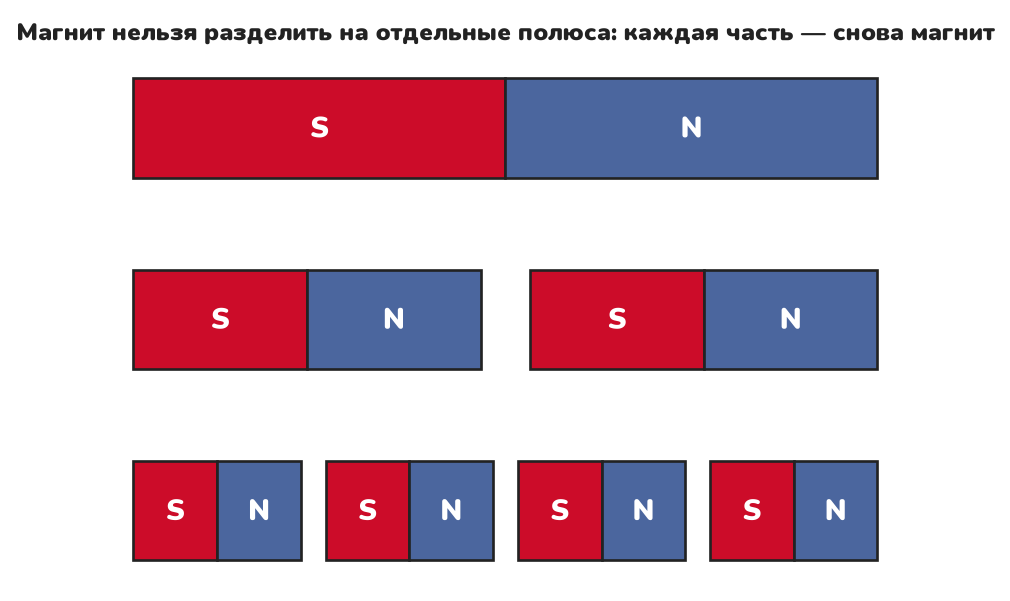 Магнит нельзя разделить на отдельные полюса: каждая часть — снова магнит
S N
S N S N
S N S N S N S N